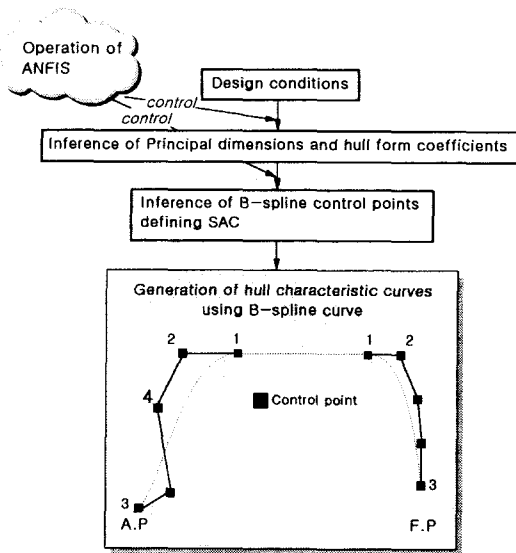 Operation of
ANFIS
control
control
Design conditions
Inference of Principal dimensions and hull form coefficients
Inference of B-spline control points
defining SAC
Generation of hull characteristic curves
using B-spline curve
2 1 1 2
4
Control point
3 3
A.P F.P